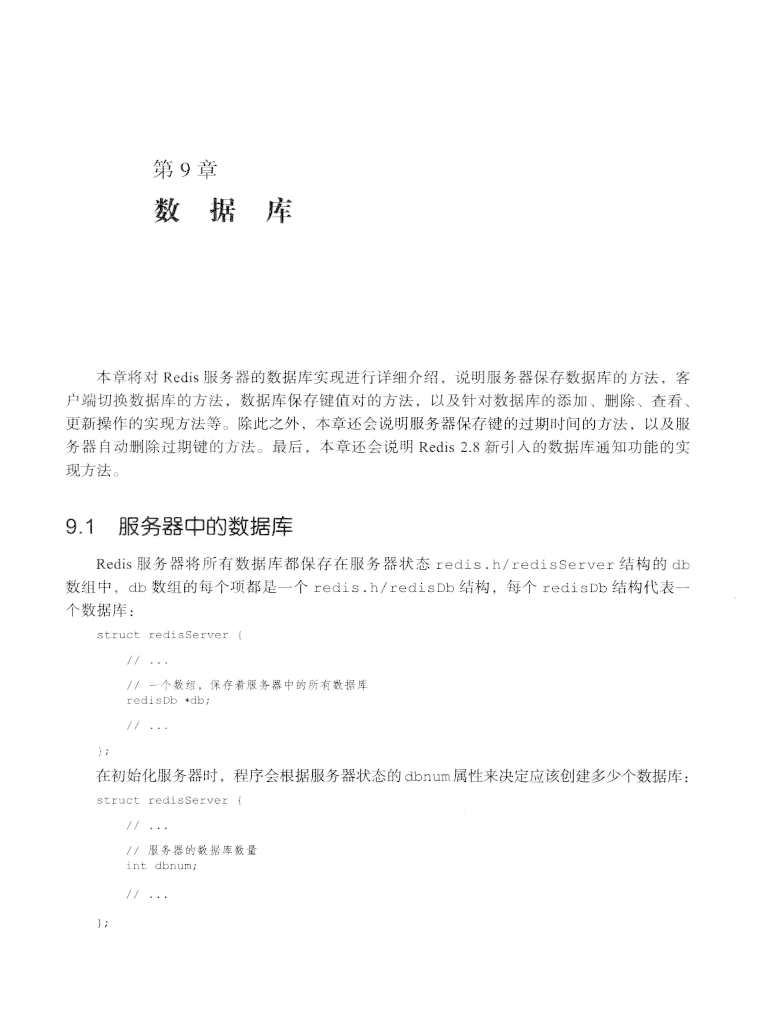 第 9 章
数 据 库
本章将对 Redis 服务器的数据库实现进行详细介绍，说明服务器保存数据库的方法，客
户端切换数据库的方法，数据库保存键值对的方法，以及针对数据库的添加、删除、查看、
更新操作的实现方法等。除此之外，本章还会说明服务器保存键的过期时间的方法，以及服
务器自动删除过期键的方法。最后，本章还会说明 Redis 2.8 新引入的数据库通知功能的实
现方法。
9.1 服务器中的数据库
Redis 服务器将所有数据库都保存在服务器状态 redis.h/redisServer 结构的 db
数组中，db 数组的每个项都是一个 redis.h/redisDb 结构，每个 redisDb 结构代表一
个数据库：
struct redisServer {
// ...
// 一个数组，保存着服务器中的所有数据库
redisDb *db;
// ...
};
在初始化服务器时，程序会根据服务器状态的 dbnum 属性来决定应该创建多少个数据库：
struct redisServer {
// ...
// 服务器的数据库数量
int dbnum;
// ...
};